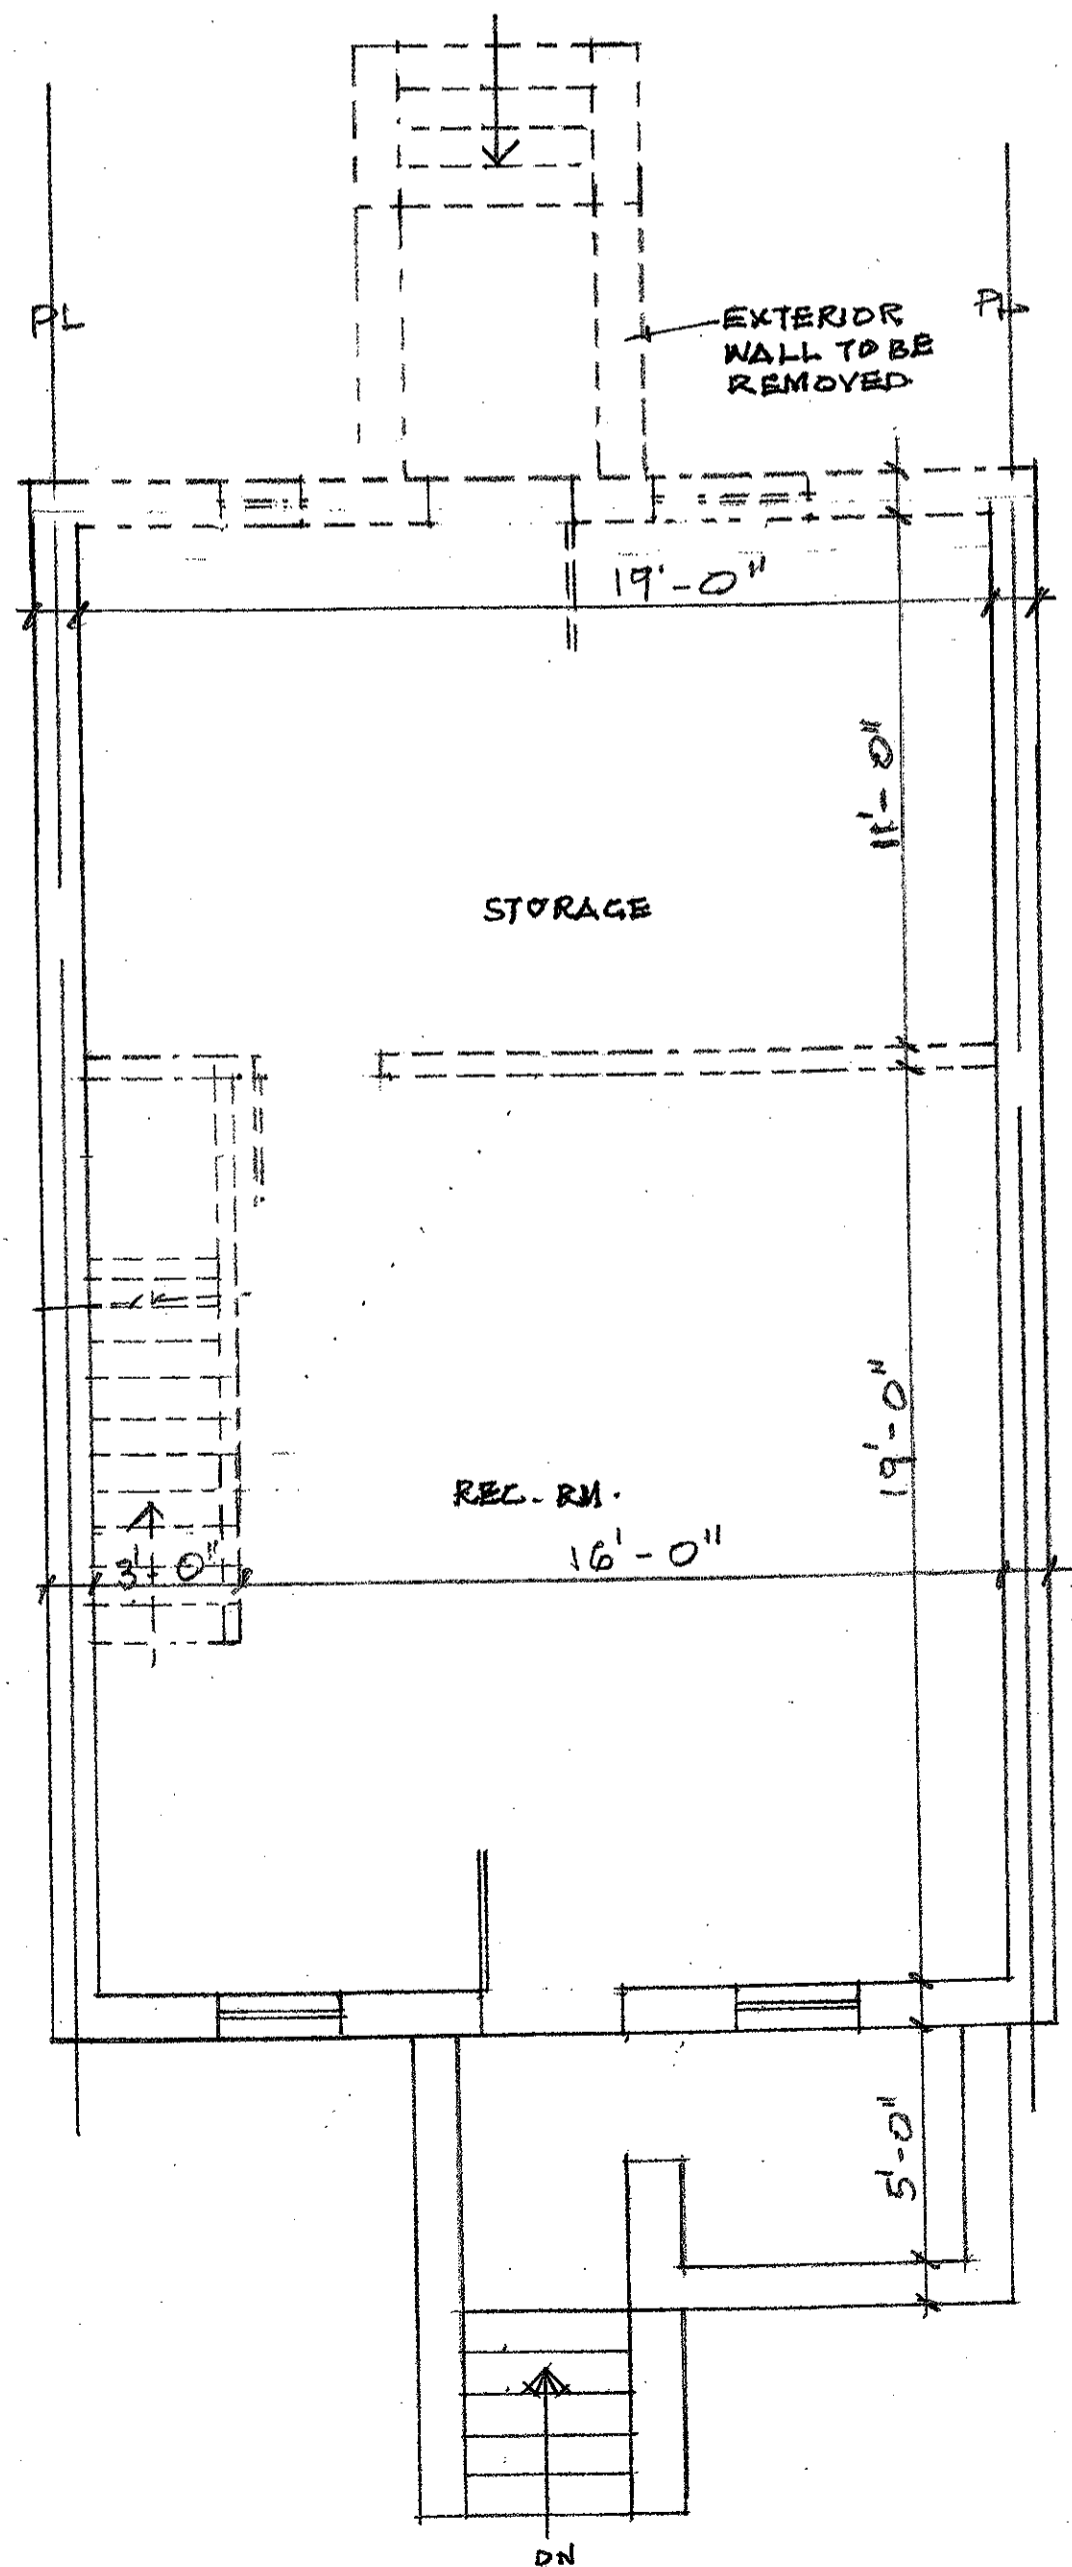 PL
PL
EXTERIOR
WALL TO BE
REMOVED
19'-0"
11'-0"
STORAGE
19'-0"
REC. RM.
16'-0"
3'-0"
5'-0"
DN